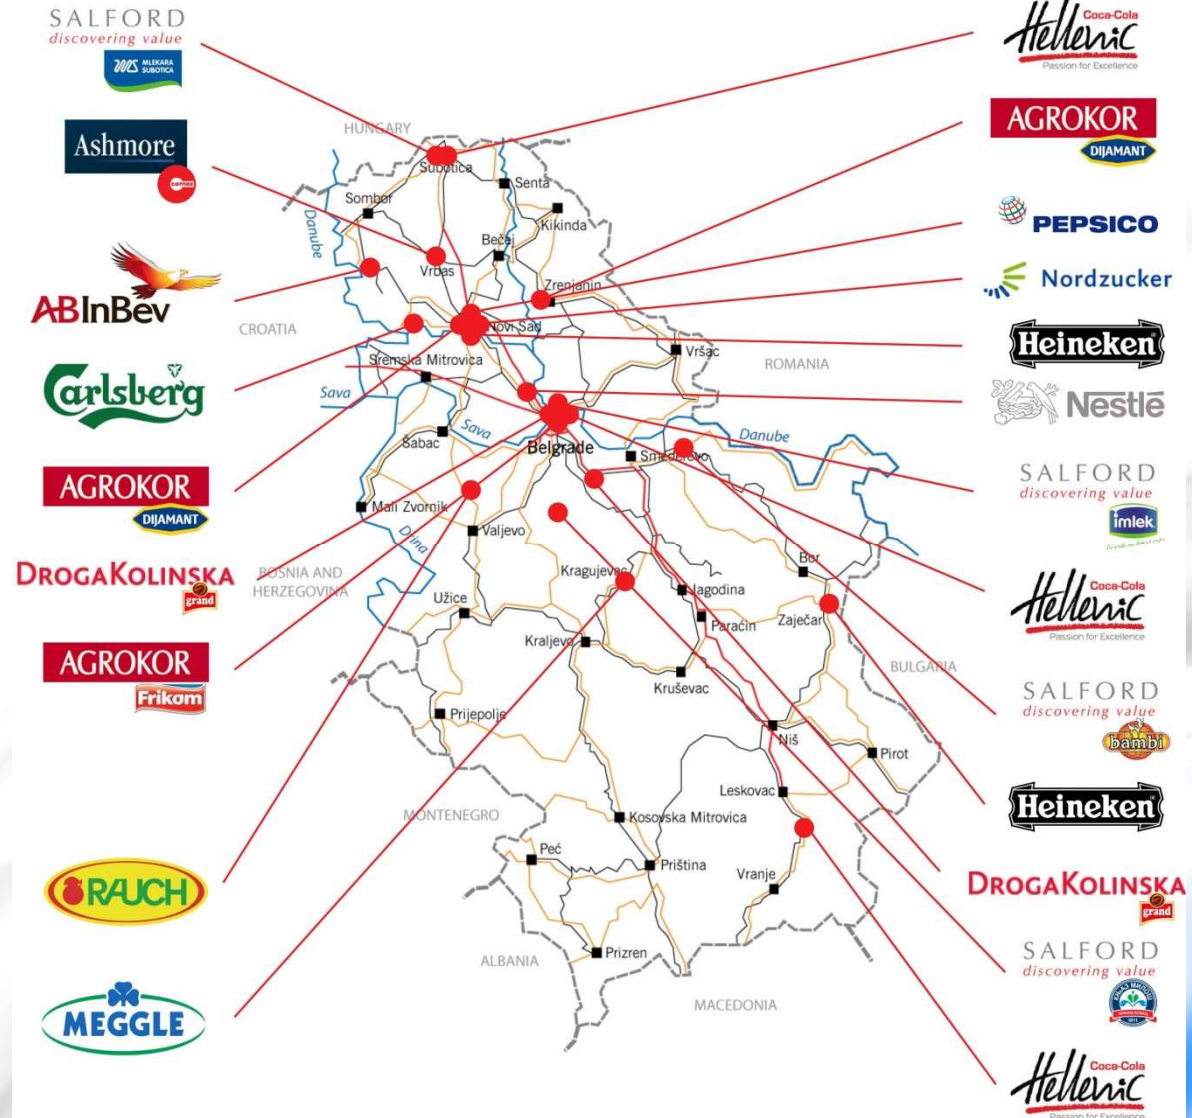 SALFORD
discovering value
MLEKARA
SUBOTICA
Ashmore
carnex
ABInBev
Carlsberg
AGROKOR
DIJAMANT
DROGAKOLINSKA
grand
AGROKOR
Frikom
RAUCH
MEGGLE
HUNGARY
Subotica
Senta
Sombor
Kikinda
Danube
Bečej
Vrbas
Zrenjanin
CROATIA
Novi Sad
Sremska Mitrovica
Vršac
ROMANIA
Sava
Sava
Danube
Šabac
Belgrade
Smederevo
Mali Zvornik
Drina
Valjevo
BOSNIA AND
HERZEGOVINA
Kragujevac
Bor
Jagodina
Užice
Paraćin
Zaječar
Kraljevo
BULGARIA
Kruševac
Prijepolje
Niš
Pirot
Leskovac
MONTENEGRO
Kosovska Mitrovica
Peć
Priština
Vranje
Prizren
ALBANIA
MACEDONIA
Coca-Cola
Hellenic
Passion for Excellence
AGROKOR
DIJAMANT
PEPSICO
Nordzucker
Heineken
Nestlé
SALFORD
discovering value
imlek
Coca-Cola
Hellenic
Passion for Excellence
SALFORD
discovering value
bambi
Heineken
DROGAKOLINSKA
grand
SALFORD
discovering value
КЊАЗ МИЛОШ
Coca-Cola
Hellenic
Passion for Excellence